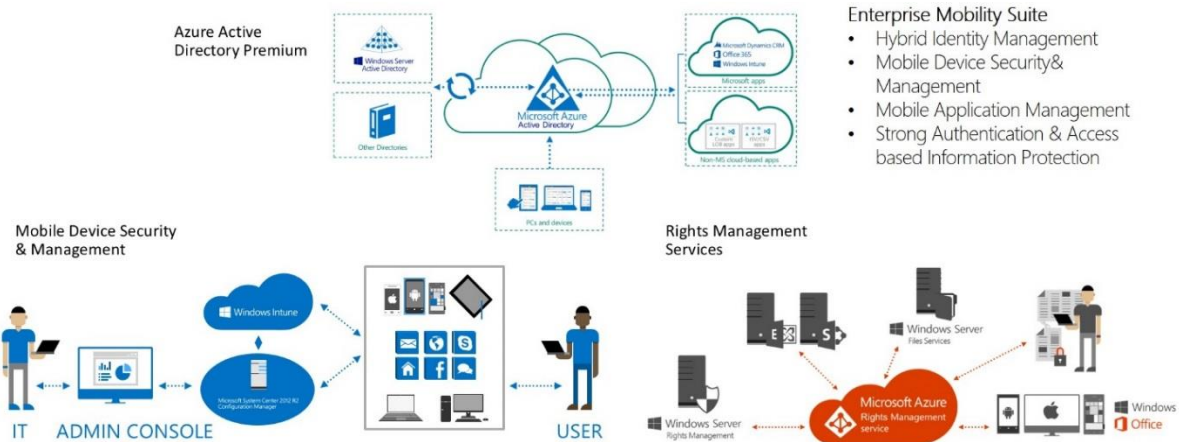 Azure Active
Directory Premium
Windows Server
Active Directory
Other Directories
Microsoft Azure
Active Directory
PCs and devices
Microsoft Dynamics CRM
Office 365
Windows Intune
Microsoft apps
Non-MS cloud-based apps
Enterprise Mobility Suite
• Hybrid Identity Management
• Mobile Device Security&
Management
• Mobile Application Management
• Strong Authentication & Access
based Information Protection
Mobile Device Security
& Management
Windows Intune
Microsoft System Center 2012 R2
Configuration Manager
IT
ADMIN CONSOLE
USER
Rights Management
Services
E
S
Windows Server
Files Services
Windows Server
Rights Management
Microsoft Azure
Rights Management
service
Windows
Office